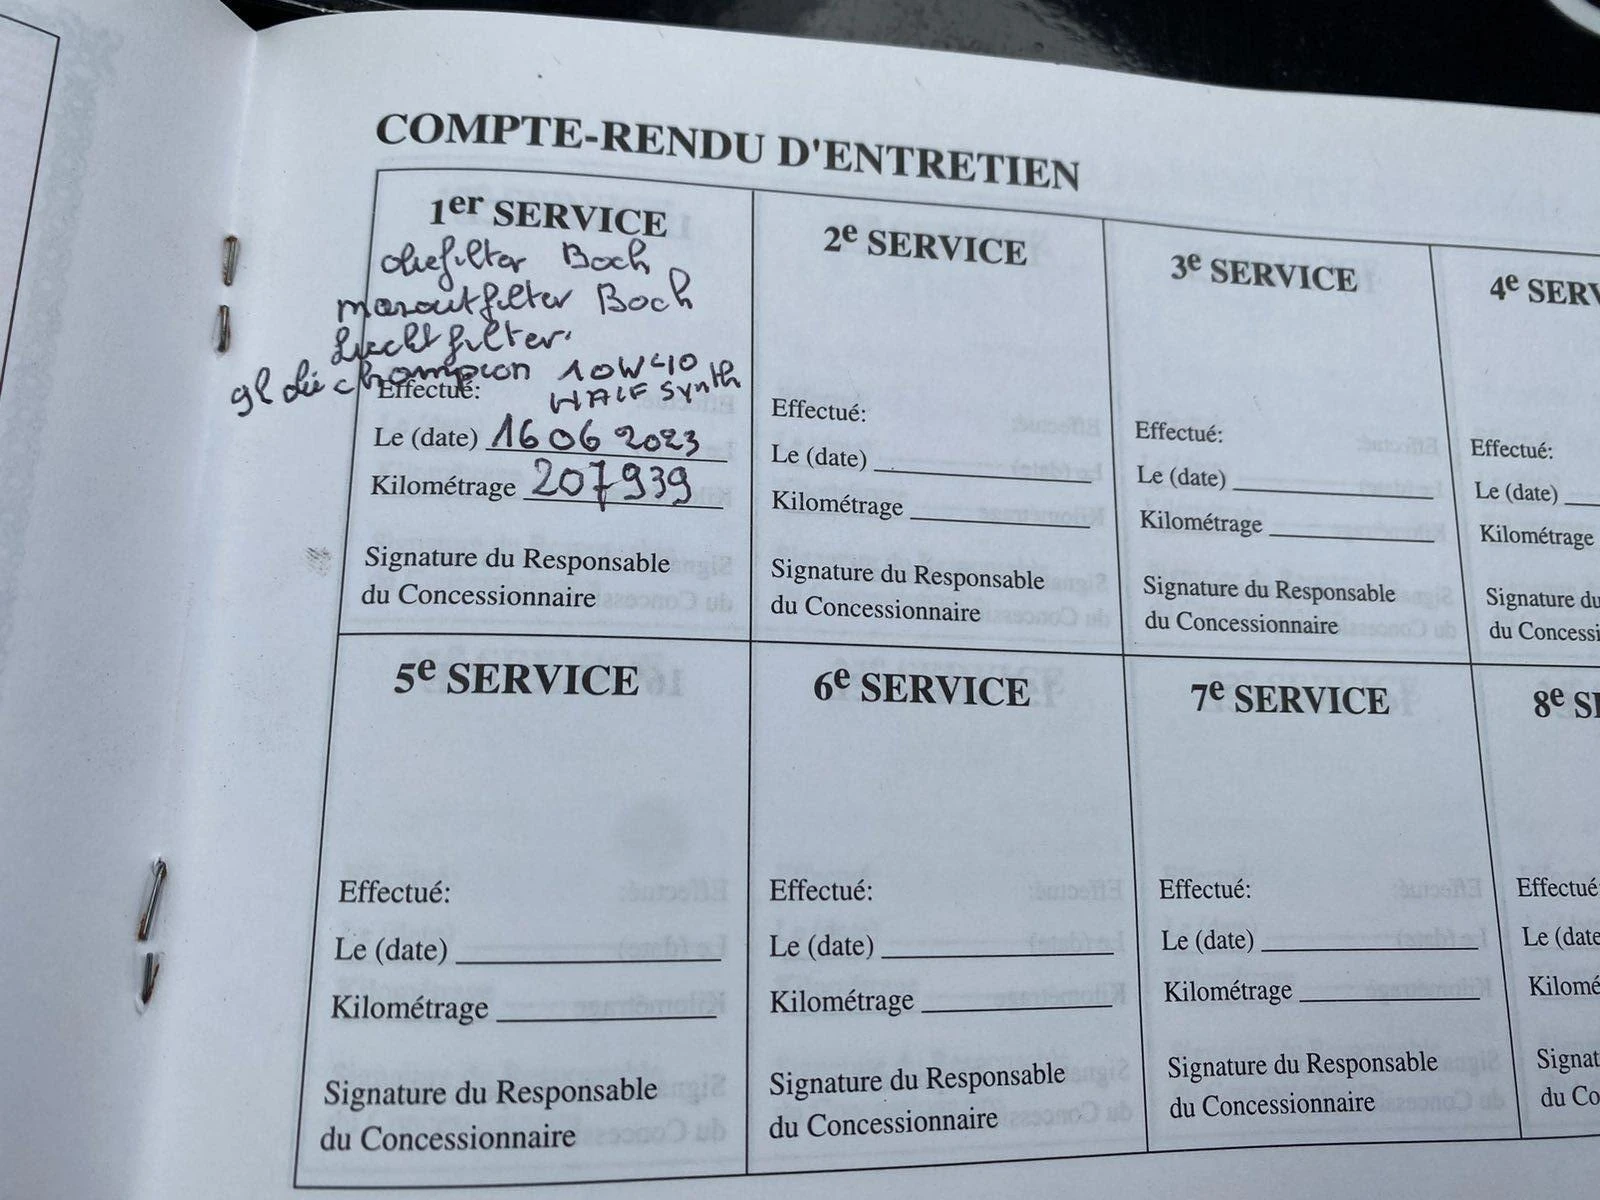 COMPTE-RENDU D'ENTRETIEN
1er SERVICE
oliefilter Boch
mazoutfilter Boch
luchtfilter.
9l olie champion 10W40
HALF Synth
Effectué:
Le (date) 16 06 2023
Kilométrage 207939
Signature du Responsable
du Concessionnaire
2e SERVICE
Effectué:
Le (date)
Kilométrage
Signature du Responsable
du Concessionnaire
3e SERVICE
Effectué:
Le (date)
Kilométrage
Signature du Responsable
du Concessionnaire
4e SERV
Effectué:
Le (date)
Kilométrage
Signature du
du Concessi
5e SERVICE
Effectué:
Le (date)
Kilométrage
Signature du Responsable
du Concessionnaire
6e SERVICE
Effectué:
Le (date)
Kilométrage
Signature du Responsable
du Concessionnaire
7e SERVICE
Effectué:
Le (date)
Kilométrage
Signature du Responsable
du Concessionnaire
8e SE
Effectué
Le (date
Kilomé
Signat
du Co